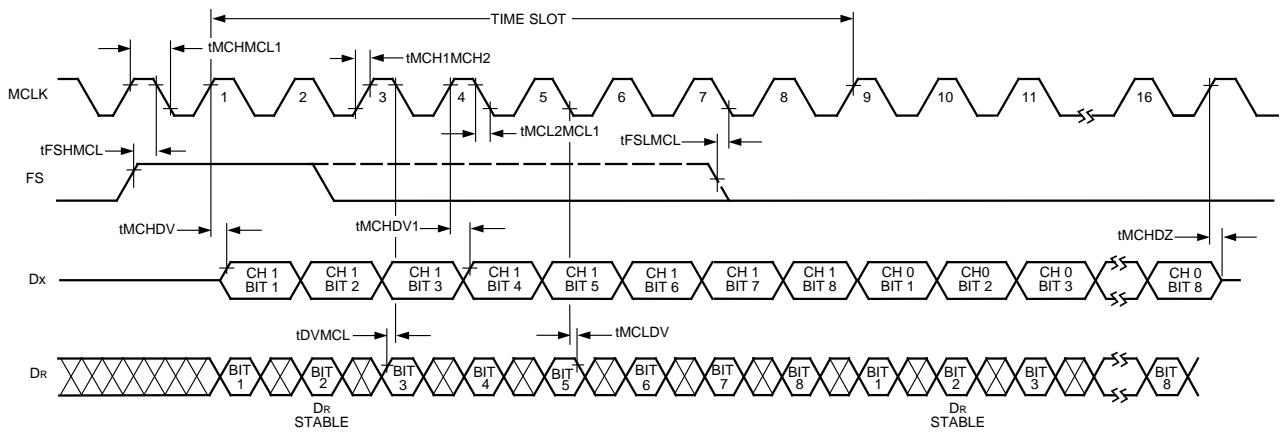 TIME SLOT
tMCHMCL1
tMCH1MCH2
MCLK
1 2 3 4 5 6 7 8 9 10 11 16
tMCL2MCL1
tFSHMCL
tFSLMCL
FS
tMCHDV
tMCHDV1
tMCHDZ
DX
CH 1 CH 1 CH 1 CH 1 CH 1 CH 1 CH 1 CH 1 CH 0 CH0 CH 0 CH 0
BIT 1 BIT 2 BIT 3 BIT 4 BIT 5 BIT 6 BIT 7 BIT 8 BIT 1 BIT 2 BIT 3 BIT 8
tDVMCL
tMCLDV
DR
BIT BIT BIT BIT BIT BIT BIT BIT BIT BIT BIT BIT
1 2 3 4 5 6 7 8 1 2 3 8
DR DR
STABLE STABLE